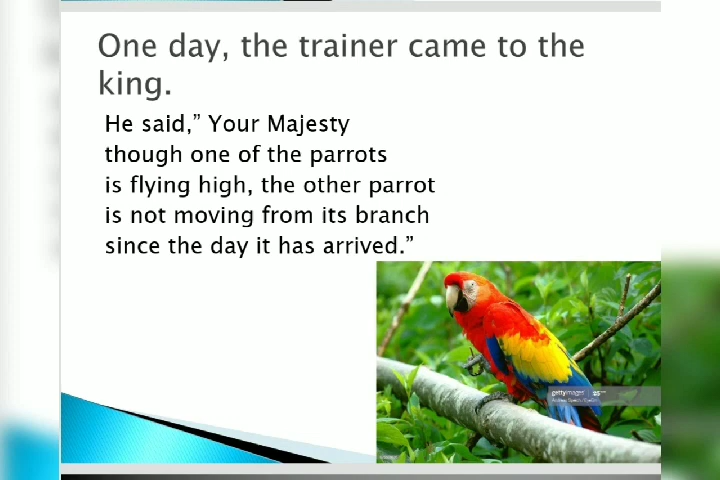 One day, the trainer came to the
king.
He said,” Your Majesty
though one of the parrots
is flying high, the other parrot
is not moving from its branch
since the day it has arrived.”
gettyimages